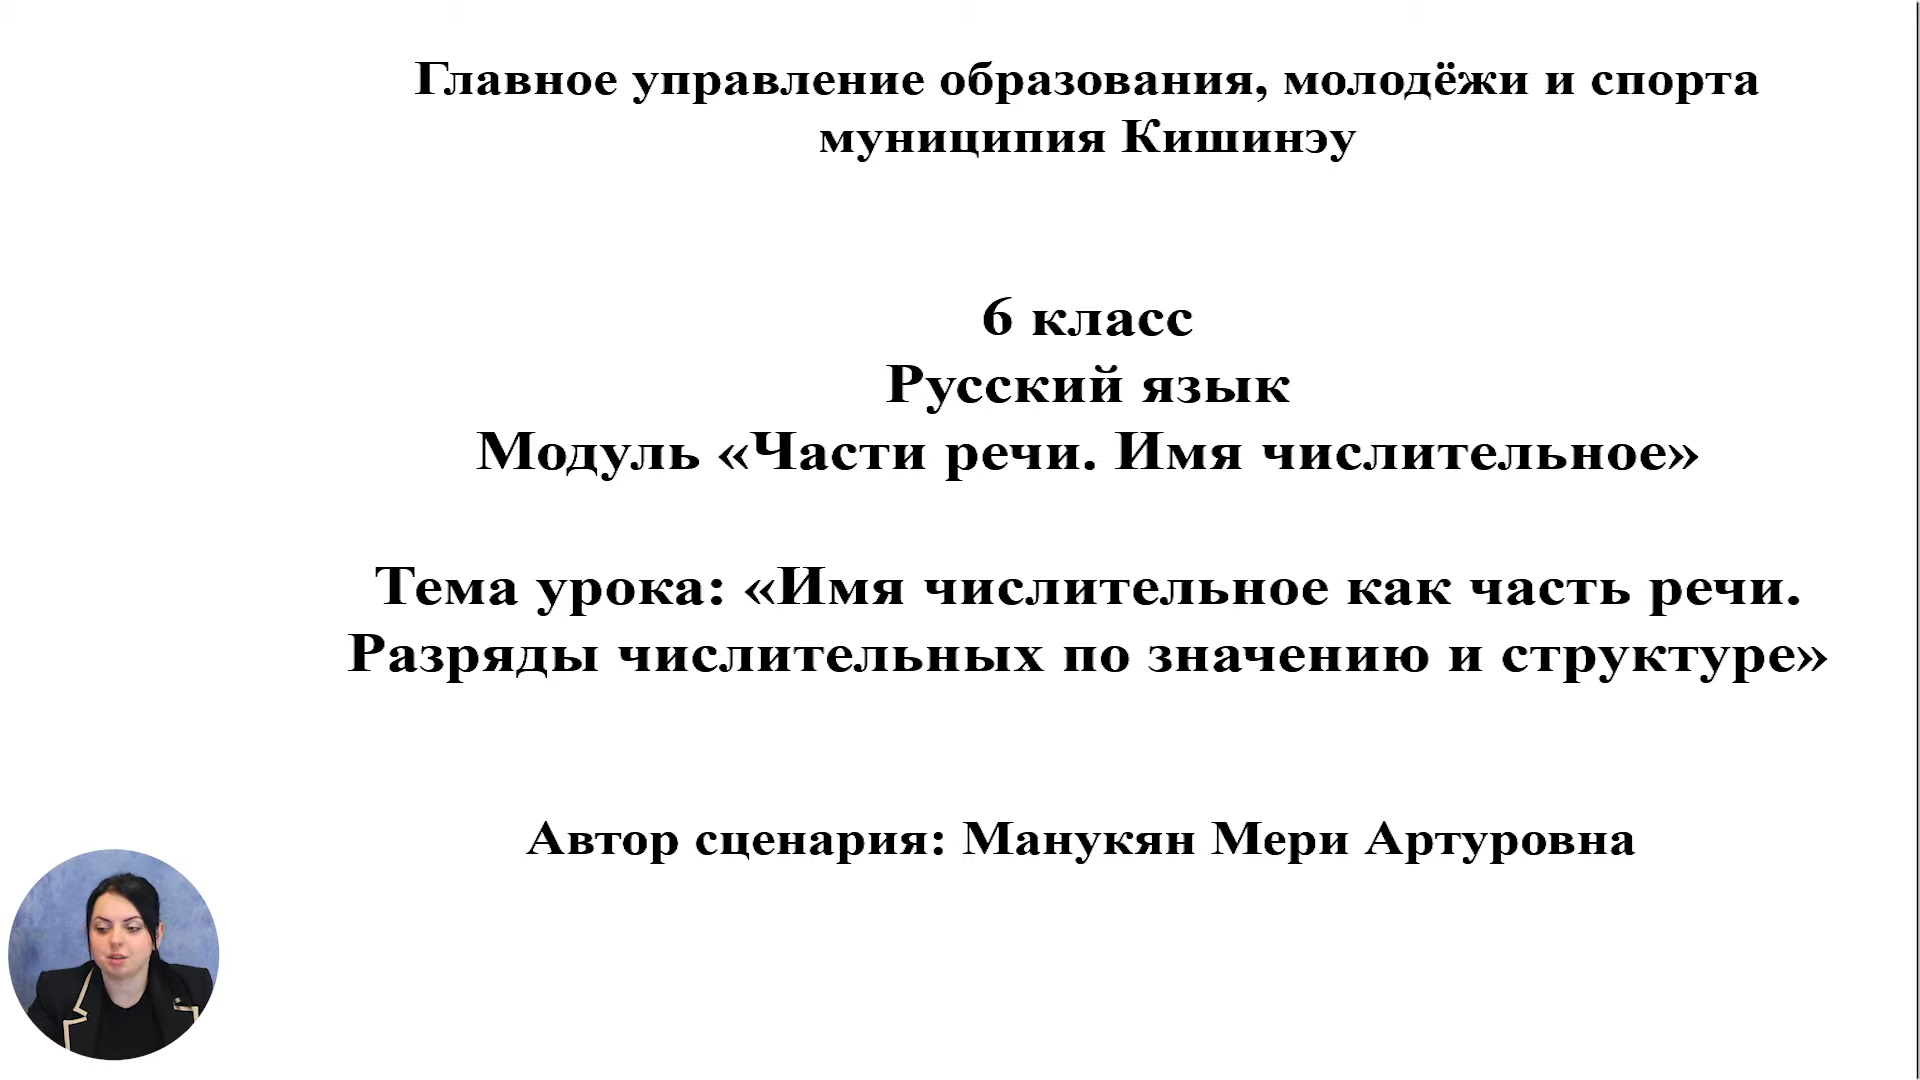 Главное управление образования, молодёжи и спорта
муниципия Кишинэу
6 класс
Русский язык
Модуль «Части речи. Имя числительное»
Тема урока: «Имя числительное как часть речи.
Разряды числительных по значению и структуре»
Автор сценария: Манукян Мери Артуровна